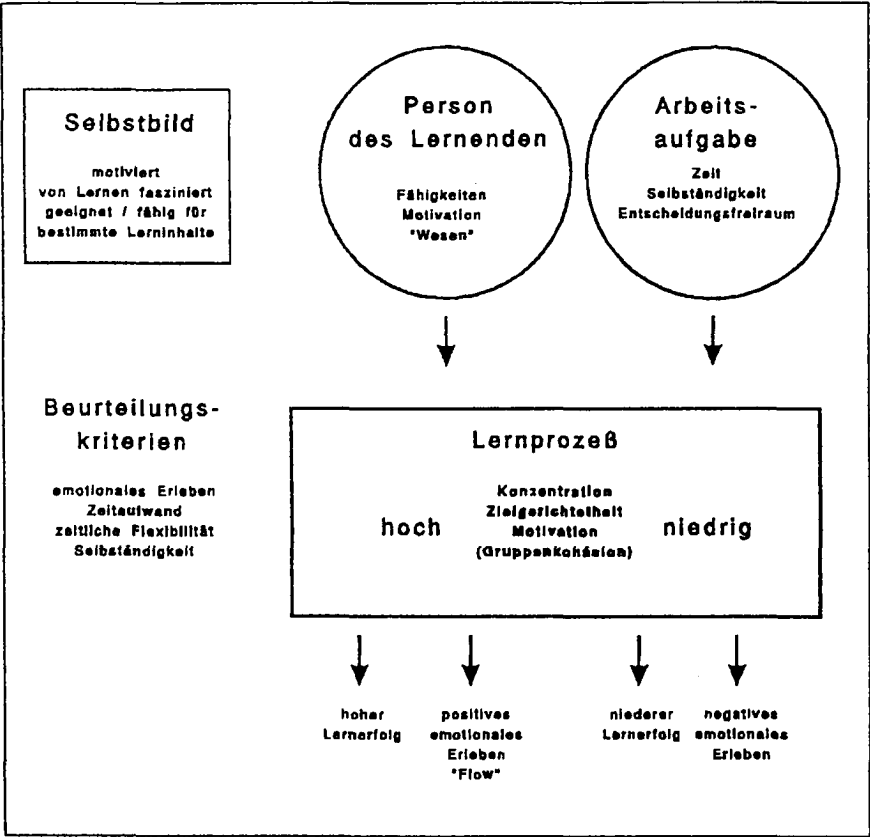 Selbstbild
motiviert
von Lernen fasziniert
geeignet / fähig für
bestimmte Lerninhalte
Person
des Lernenden
Fähigkeiten
Motivation
"Wesen"
Arbeits-
aufgabe
Zeit
Selbständigkeit
Entscheidungsfreiraum
Beurteilungs-
kriterien
emotionales Erleben
Zeitaufwand
zeitliche Flexibilität
Selbständigkeit
Lernprozeß
Konzentration
Zielgerichtetheit
hoch Motivation niedrig
(Gruppenkohäsion)
hoher
Lernerfolg
positives
emotionales
Erleben
"Flow"
niederer
Lernerfolg
negatives
emotionales
Erleben